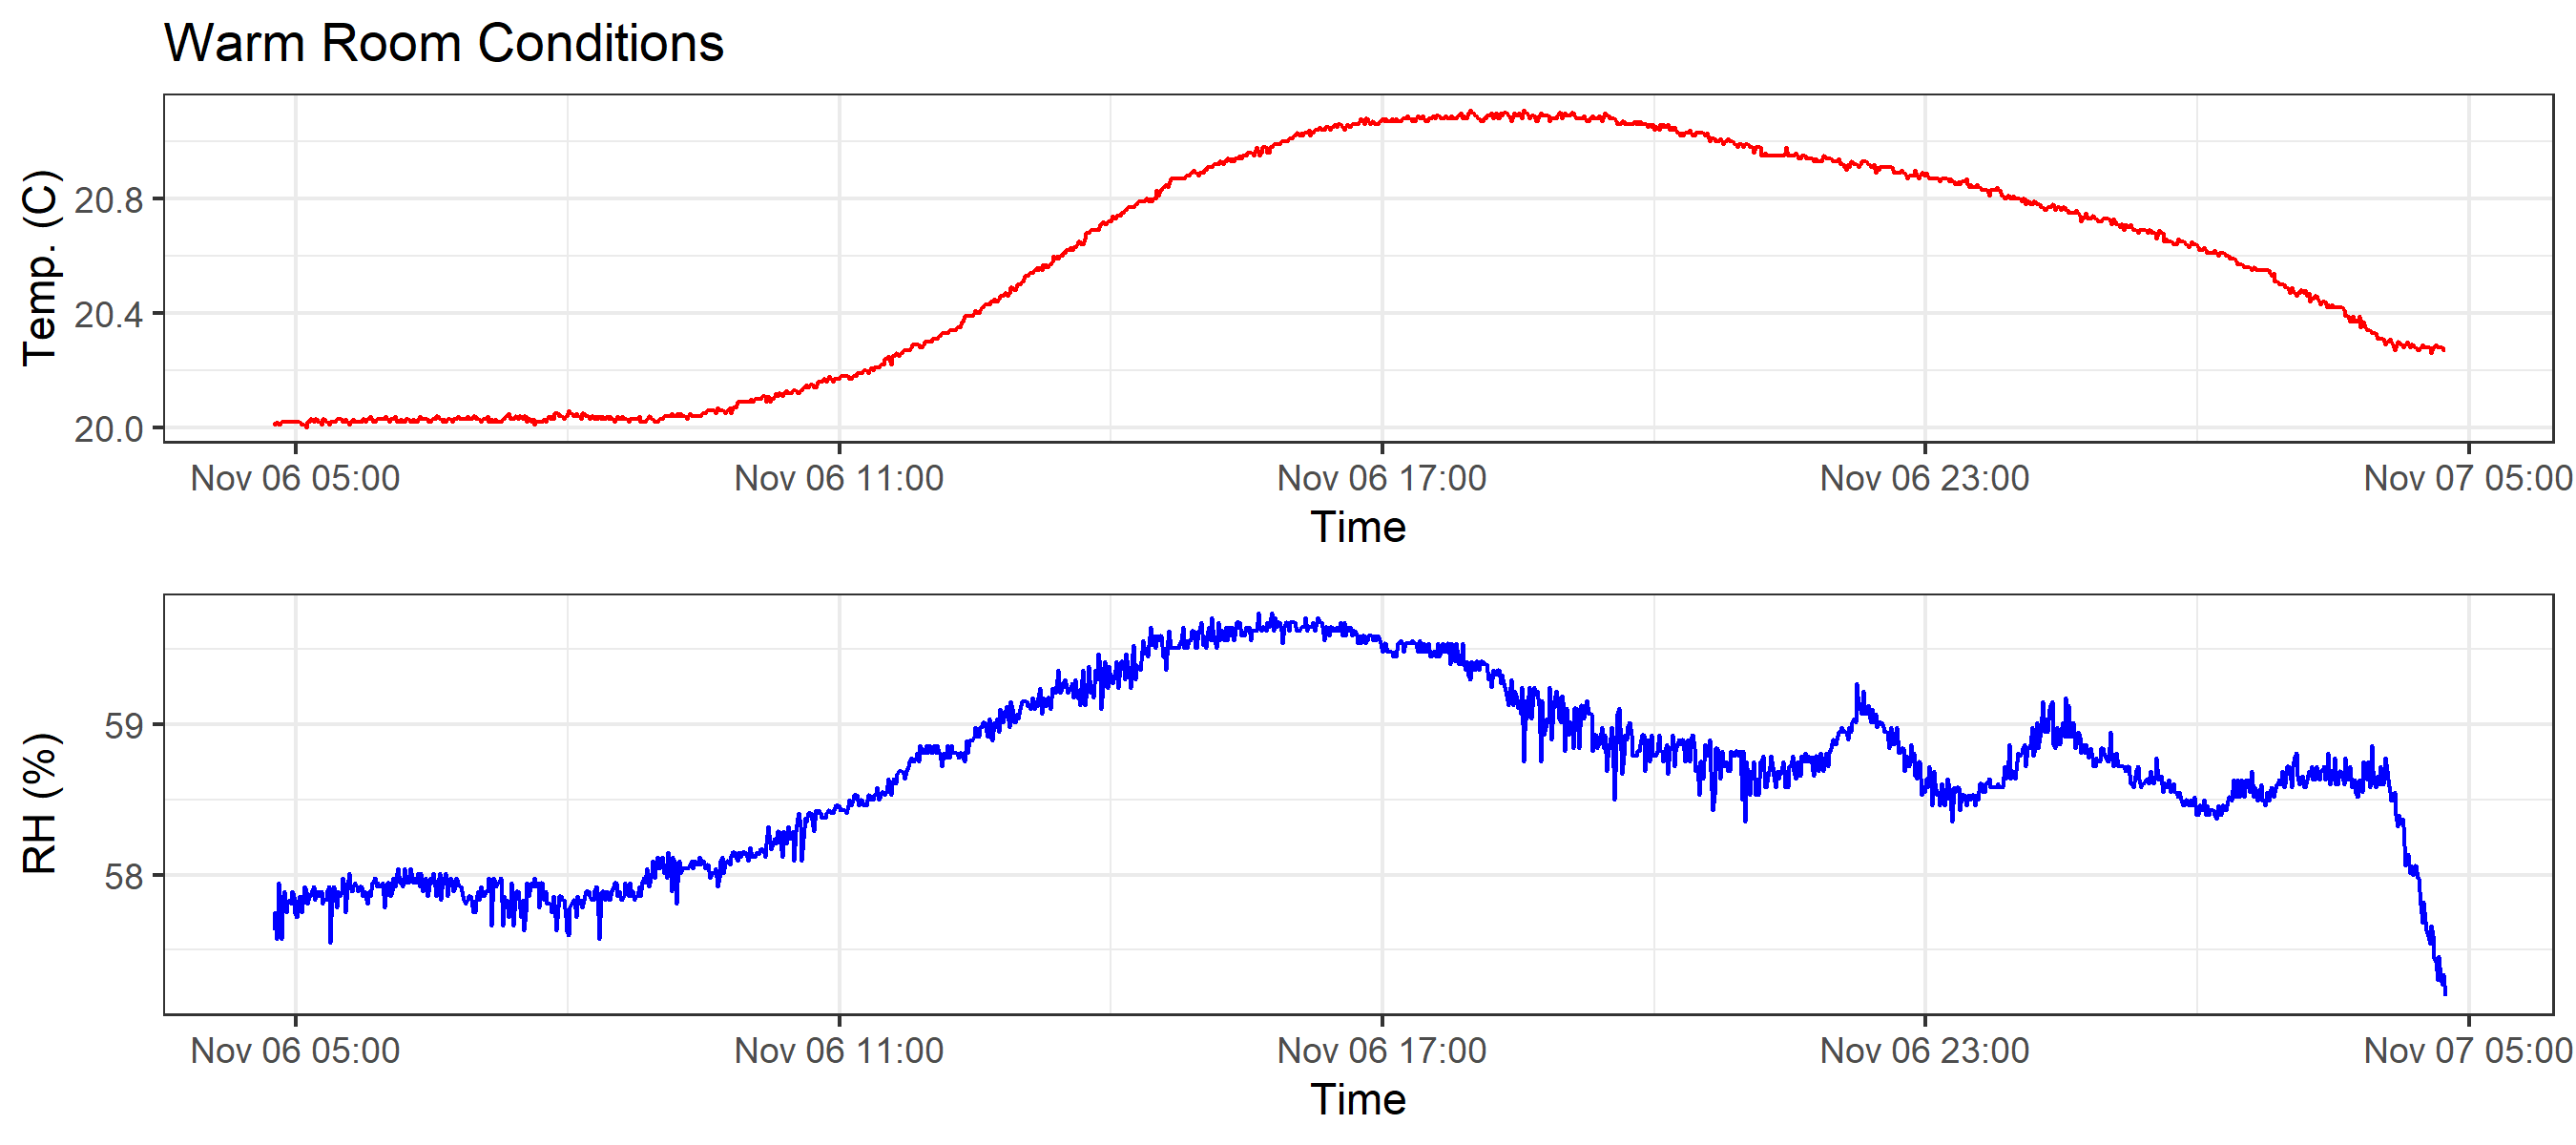 Warm Room Conditions
Temp. (C)
20.8
20.4
20.0
Nov 06 05:00 Nov 06 11:00 Nov 06 17:00 Nov 06 23:00 Nov 07 05:00
Time
RH (%)
59
58
Nov 06 05:00 Nov 06 11:00 Nov 06 17:00 Nov 06 23:00 Nov 07 05:00
Time